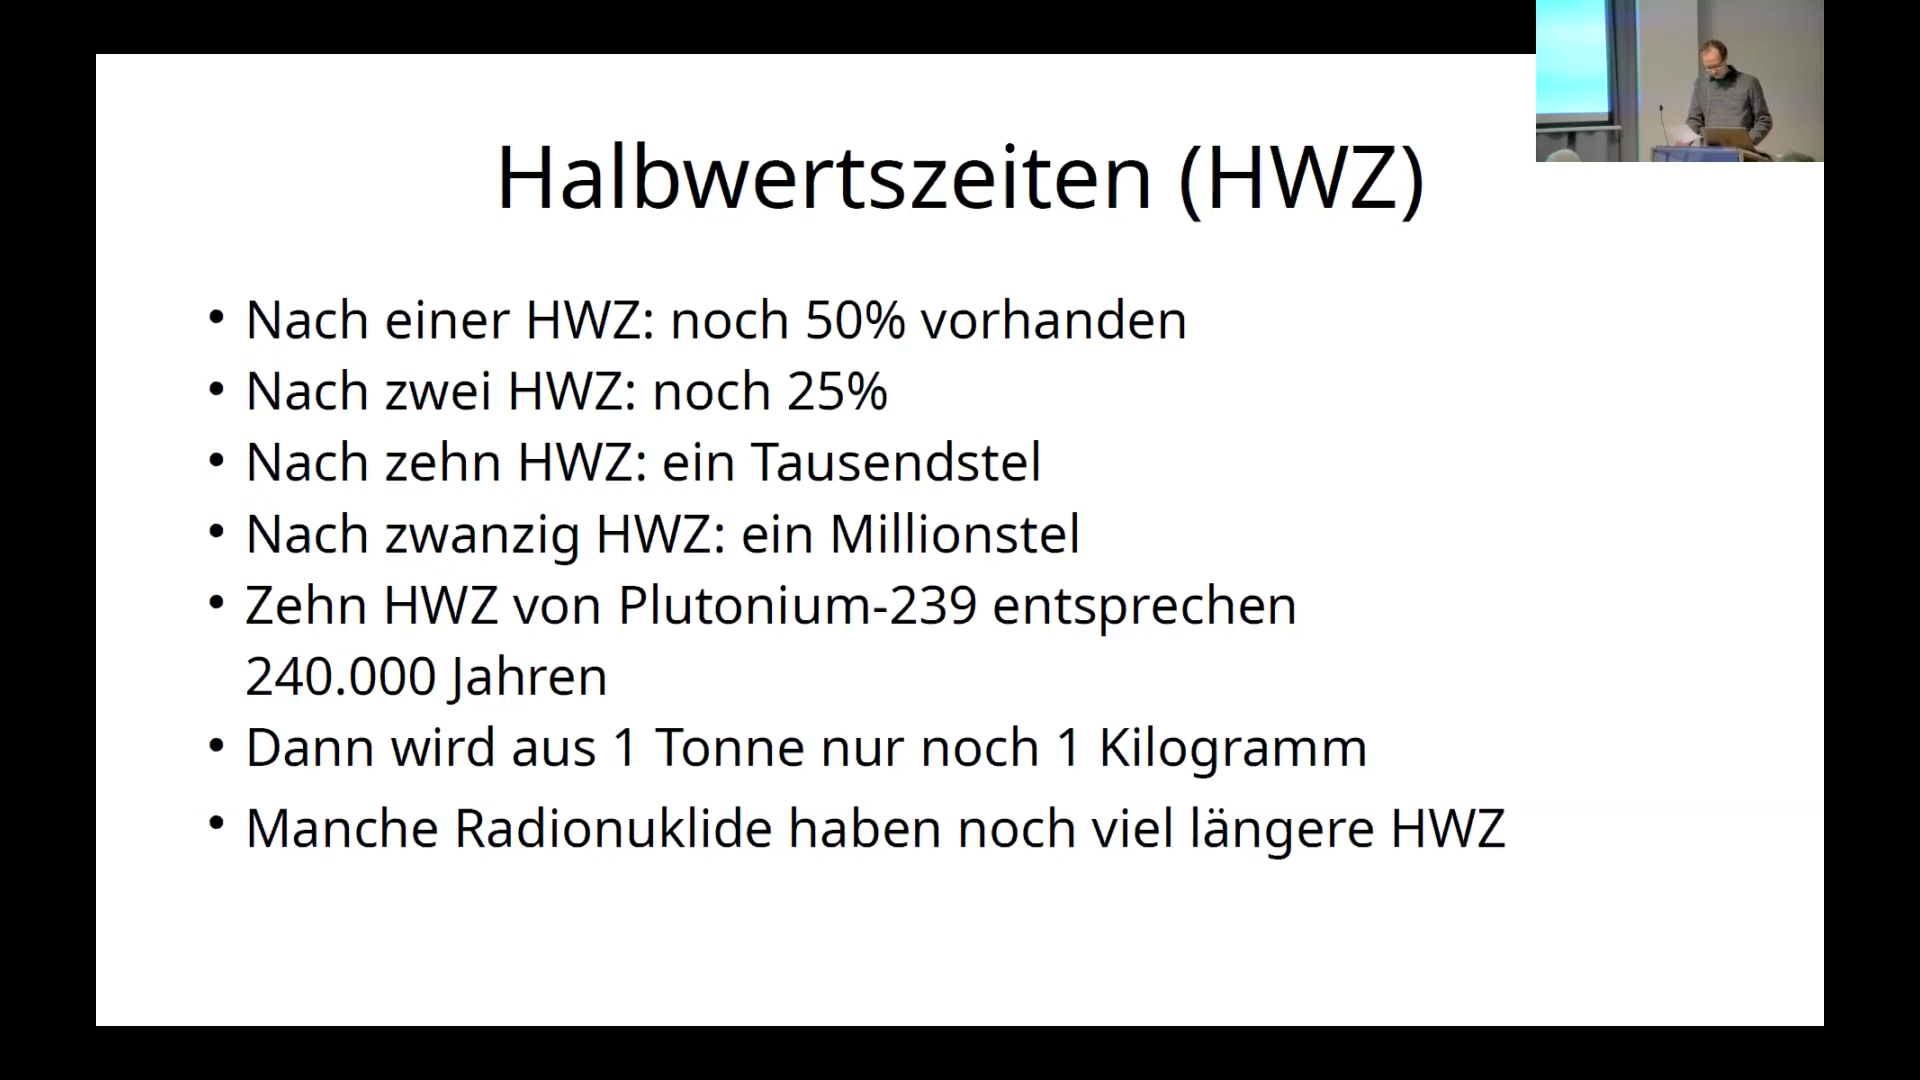 Halbwertszeiten (HWZ)
• Nach einer HWZ: noch 50% vorhanden
• Nach zwei HWZ: noch 25%
• Nach zehn HWZ: ein Tausendstel
• Nach zwanzig HWZ: ein Millionstel
• Zehn HWZ von Plutonium-239 entsprechen
240.000 Jahren
• Dann wird aus 1 Tonne nur noch 1 Kilogramm
• Manche Radionuklide haben noch viel längere HWZ